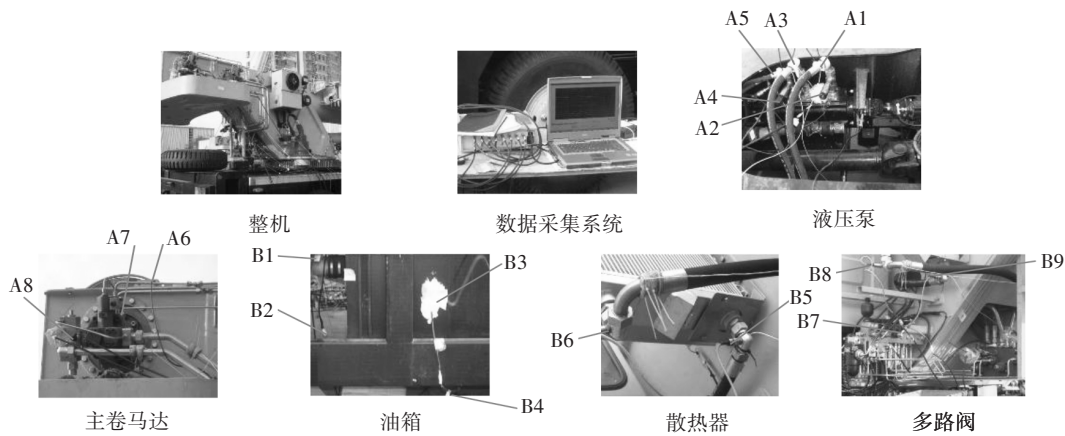 A5 A3 A1
A4
A2
整机
数据采集系统
液压泵
A7 A6
A8
B1
B2
B3
B4
B5
B6
B8
B9
B7
主卷马达
油箱
散热器
多路阀